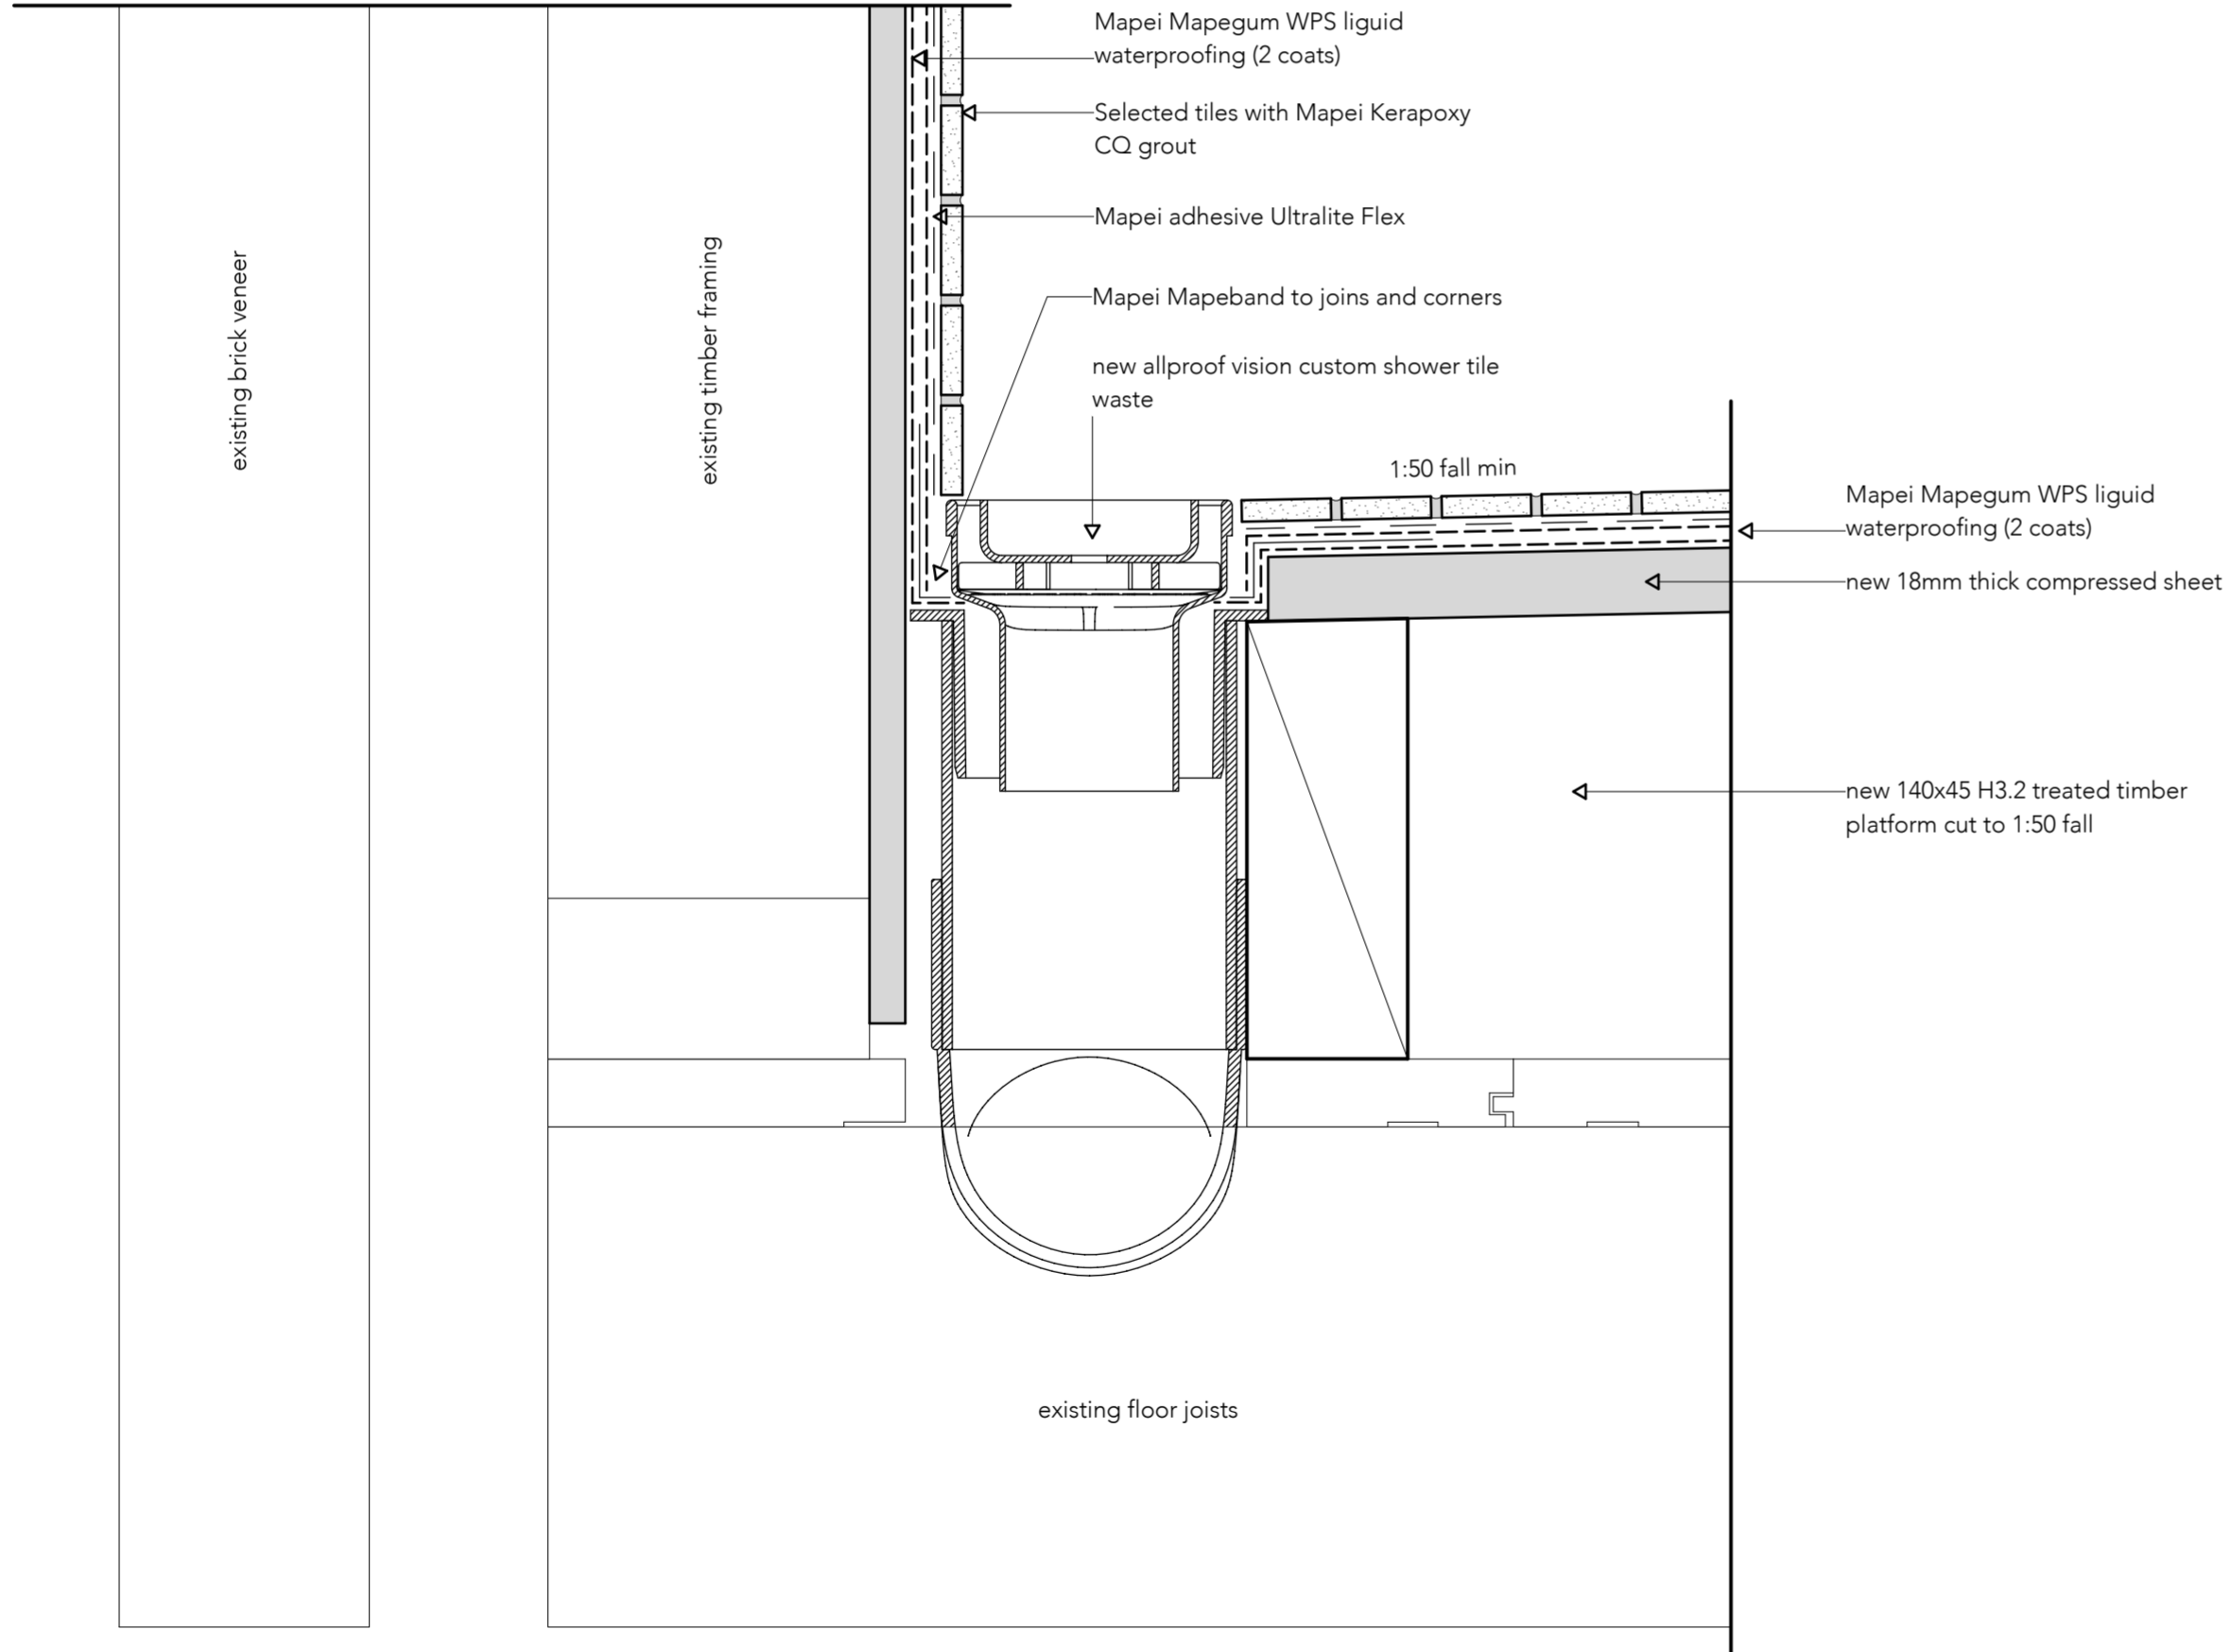 Mapei Mapegum WPS liguid
waterproofing (2 coats)
Selected tiles with Mapei Kerapoxy
CQ grout
Mapei adhesive Ultralite Flex
Mapei Mapeband to joins and corners
new allproof vision custom shower tile
waste
existing brick veneer
existing timber framing
1:50 fall min
Mapei Mapegum WPS liguid
waterproofing (2 coats)
new 18mm thick compressed sheet
new 140x45 H3.2 treated timber
platform cut to 1:50 fall
existing floor joists